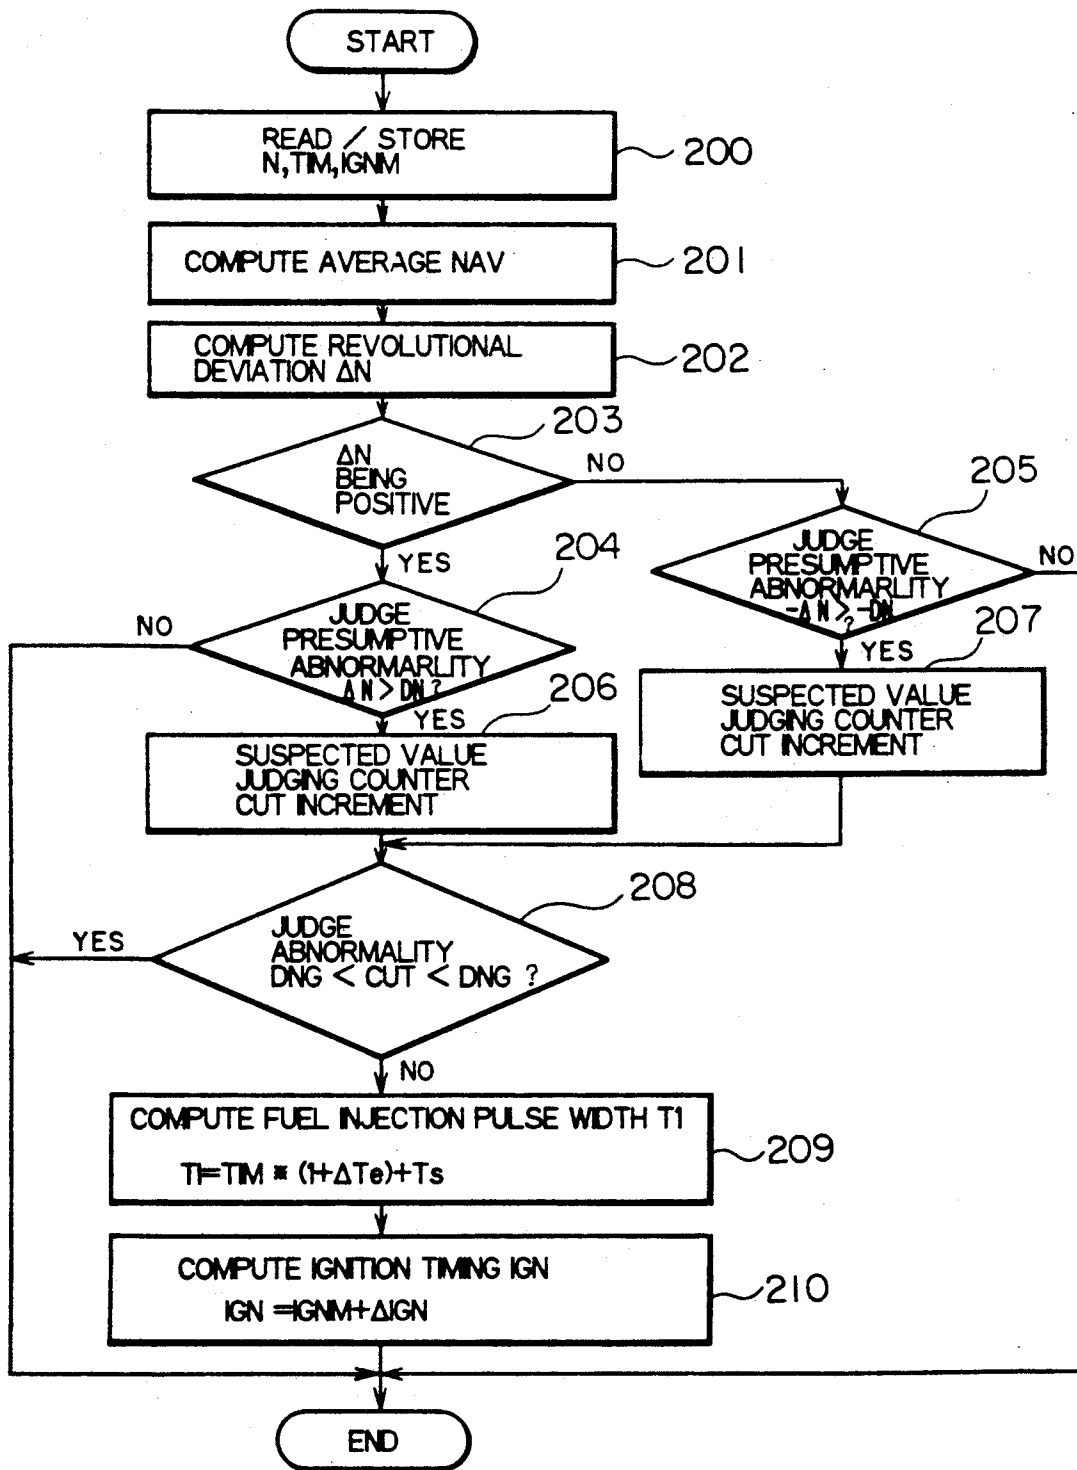 START
READ / STORE
N,TIM,IGNM
200
COMPUTE AVERAGE NAV
201
COMPUTE REVOLUTIONAL
DEVIATION ΔN
202
203
ΔN
BEING
POSITIVE
NO
YES
205
JUDGE
PRESUMPTIVE
ABNORMARLITY
-ΔN > -DN
?
NO
YES
204
JUDGE
PRESUMPTIVE
ABNORMARLITY
ΔN > DN ?
NO
YES
206
SUSPECTED VALUE
JUDGING COUNTER
CUT INCREMENT
207
SUSPECTED VALUE
JUDGING COUNTER
CUT INCREMENT
208
JUDGE
ABNORMALITY
DNG < CUT < DNG ?
YES
NO
COMPUTE FUEL INJECTION PULSE WIDTH T1
TI=TIM * (1+ΔTe)+Ts
209
COMPUTE IGNITION TIMING IGN
IGN =IGNM+ΔIGN
210
END